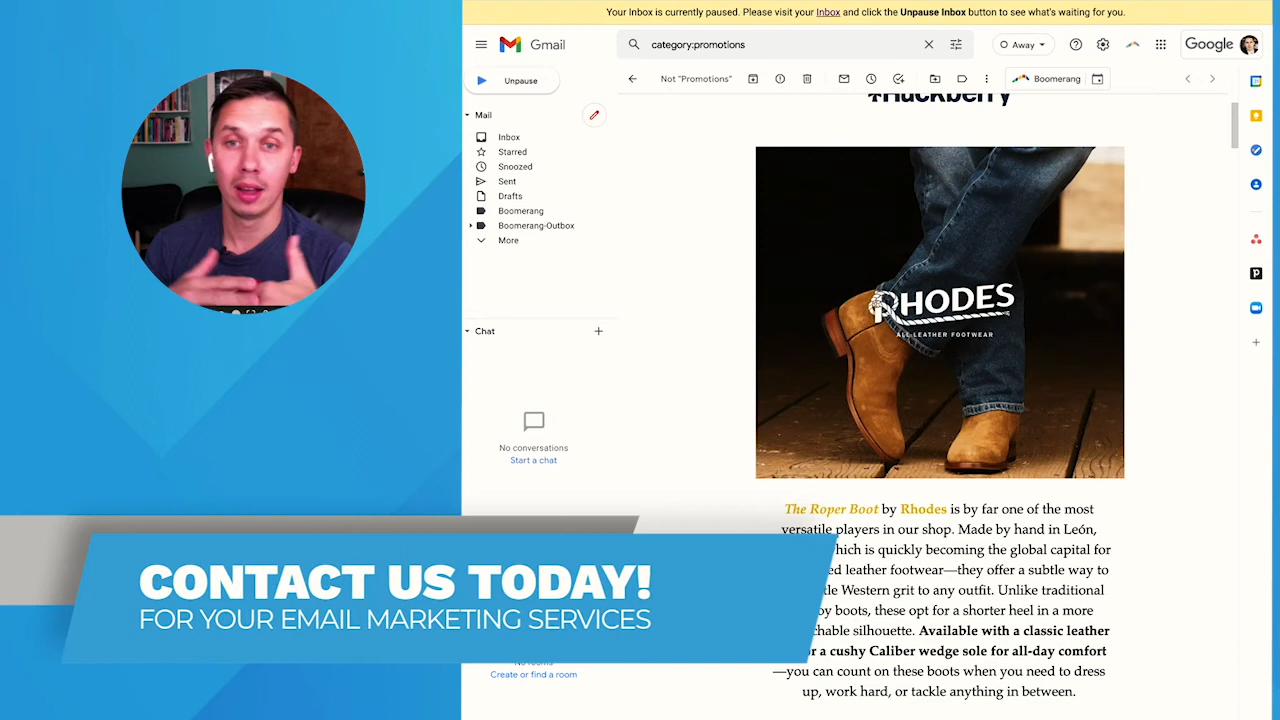 Your Inbox is currently paused. Please visit your Inbox and click the Unpause Inbox button to see what's waiting for you.
Gmail
category:promotions
Away
Google
Unpause
Not "Promotions"
Boomerang
Huckberry
Mail
Inbox
Starred
Snoozed
Sent
Drafts
Boomerang
Boomerang-Outbox
More
Chat
No conversations
Start a chat
RHODES
ALL LEATHER FOOTWEAR
The Roper Boot by Rhodes is by far one of the most
versatile players in our shop. Made by hand in León,
which is quickly becoming the global capital for
leather footwear—they offer a subtle way to
Western grit to any outfit. Unlike traditional
boots, these opt for a shorter heel in a more
silhouette. Available with a classic leather
a cushy Caliber wedge sole for all-day comfort
—you can count on these boots when you need to dress
up, work hard, or tackle anything in between.
CONTACT US TODAY!
FOR YOUR EMAIL MARKETING SERVICES
No rooms
Create or find a room